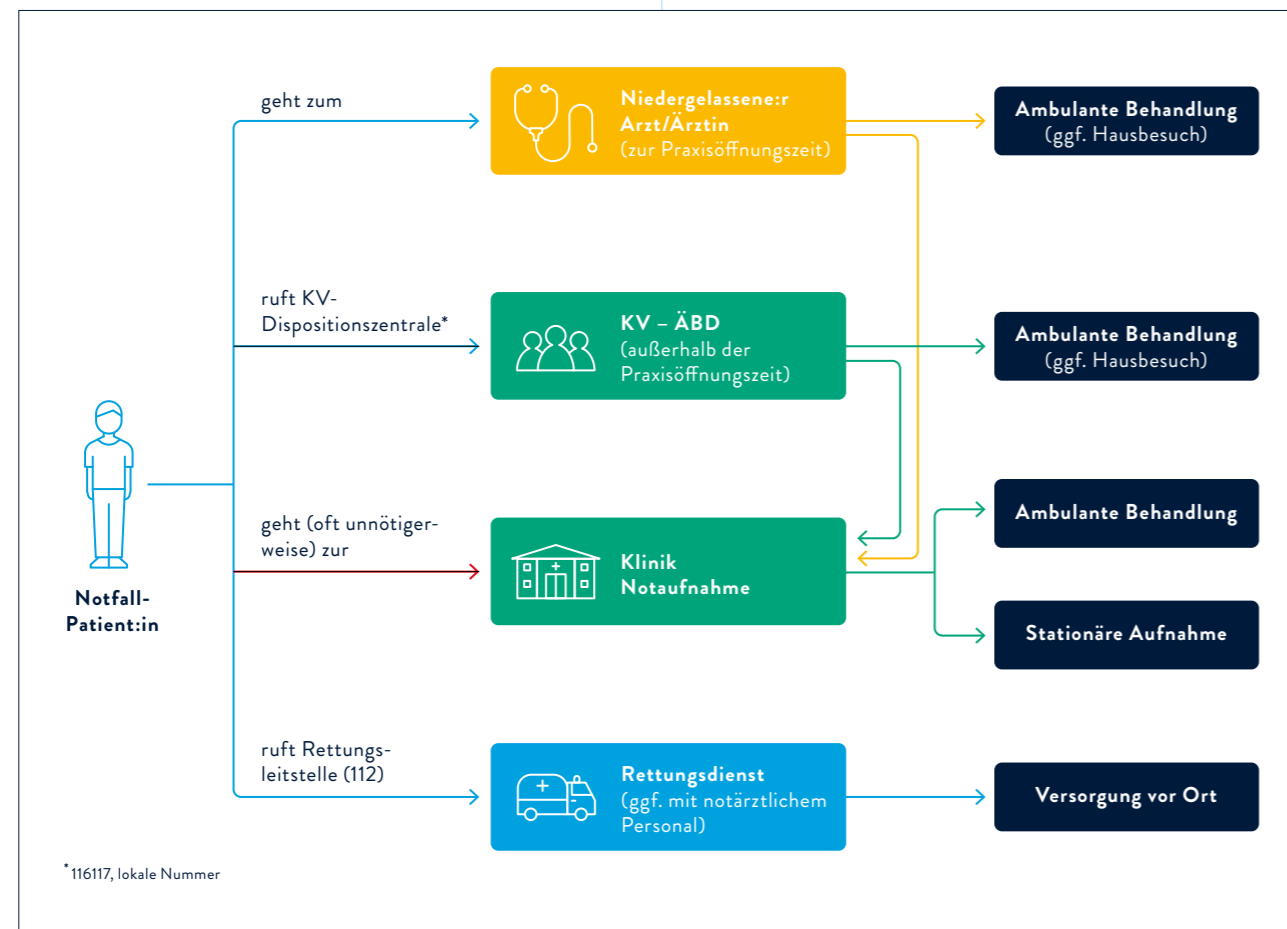 geht zum
Niedergelassene:r
Arzt/Ärztin
(zur Praxisöffnungszeit)
Ambulante Behandlung
(ggf. Hausbesuch)
ruft KV-
Dispositionszentrale*
KV – ÄBD
(außerhalb der
Praxisöffnungszeit)
Ambulante Behandlung
(ggf. Hausbesuch)
Notfall-
Patient:in
geht (oft unnötiger-
weise) zur
Klinik
Notaufnahme
Ambulante Behandlung
Stationäre Aufnahme
ruft Rettungs-
leitstelle (112)
Rettungsdienst
(ggf. mit notärztlichem
Personal)
Versorgung vor Ort
*116117, lokale Nummer